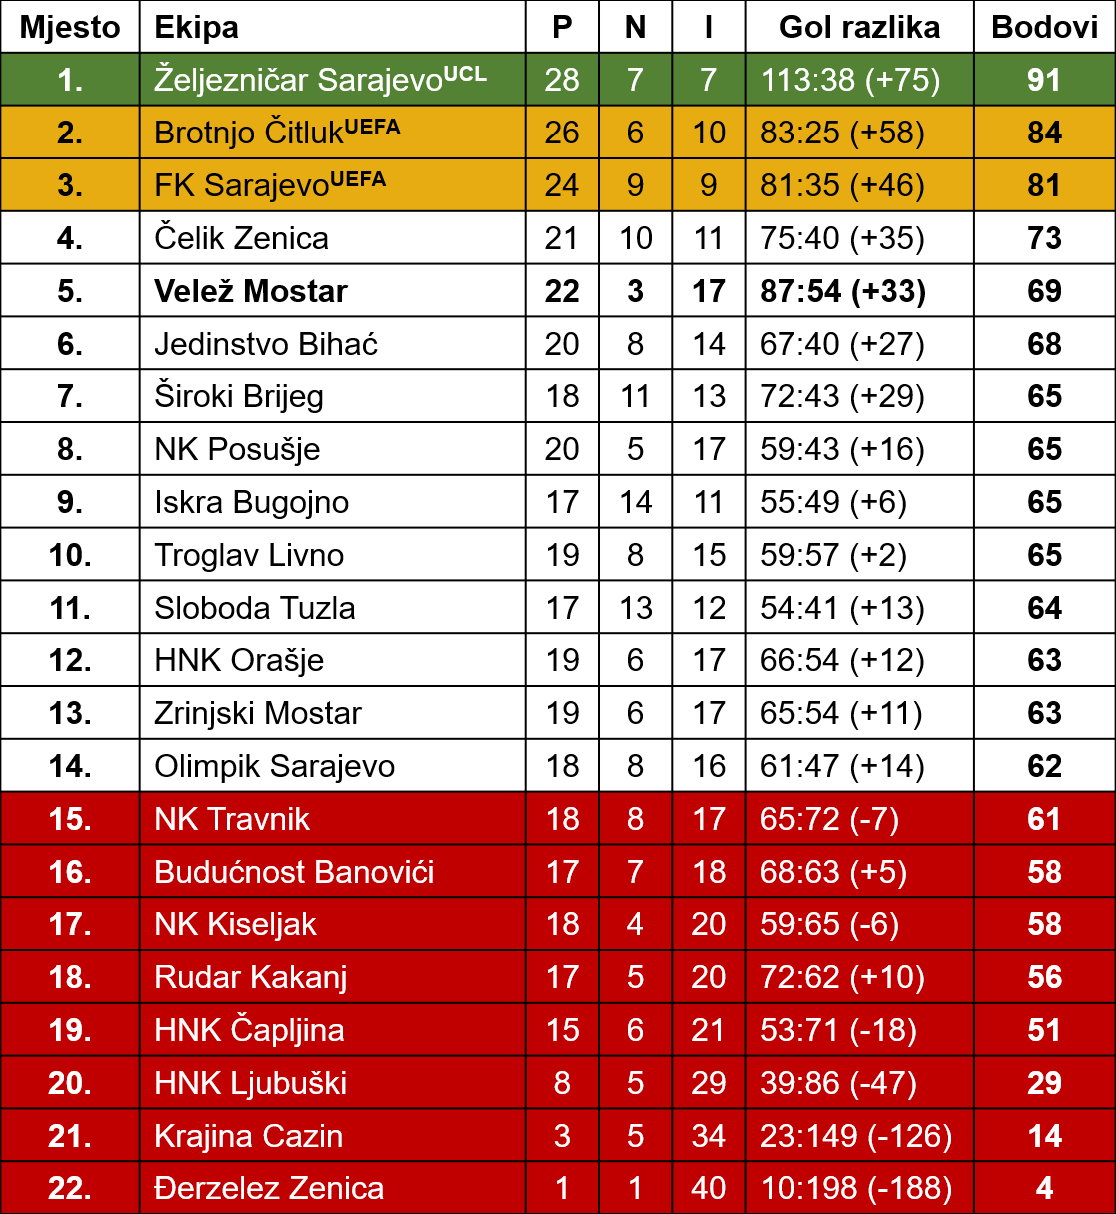 Mjesto Ekipa P N I Gol razlika Bodovi
1. Željezničar SarajevoUCL 28 7 7 113:38 (+75) 91
2. Brotnjo ČitlukUEFA 26 6 10 83:25 (+58) 84
3. FK SarajevoUEFA 24 9 9 81:35 (+46) 81
4. Čelik Zenica 21 10 11 75:40 (+35) 73
5. Velež Mostar 22 3 17 87:54 (+33) 69
6. Jedinstvo Bihać 20 8 14 67:40 (+27) 68
7. Široki Brijeg 18 11 13 72:43 (+29) 65
8. NK Posušje 20 5 17 59:43 (+16) 65
9. Iskra Bugojno 17 14 11 55:49 (+6) 65
10. Troglav Livno 19 8 15 59:57 (+2) 65
11. Sloboda Tuzla 17 13 12 54:41 (+13) 64
12. HNK Orašje 19 6 17 66:54 (+12) 63
13. Zrinjski Mostar 19 6 17 65:54 (+11) 63
14. Olimpik Sarajevo 18 8 16 61:47 (+14) 62
15. NK Travnik 18 8 17 65:72 (-7) 61
16. Budućnost Banovići 17 7 18 68:63 (+5) 58
17. NK Kiseljak 18 4 20 59:65 (-6) 58
18. Rudar Kakanj 17 5 20 72:62 (+10) 56
19. HNK Čapljina 15 6 21 53:71 (-18) 51
20. HNK Ljubuški 8 5 29 39:86 (-47) 29
21. Krajina Cazin 3 5 34 23:149 (-126) 14
22. Đerzelez Zenica 1 1 40 10:198 (-188) 4